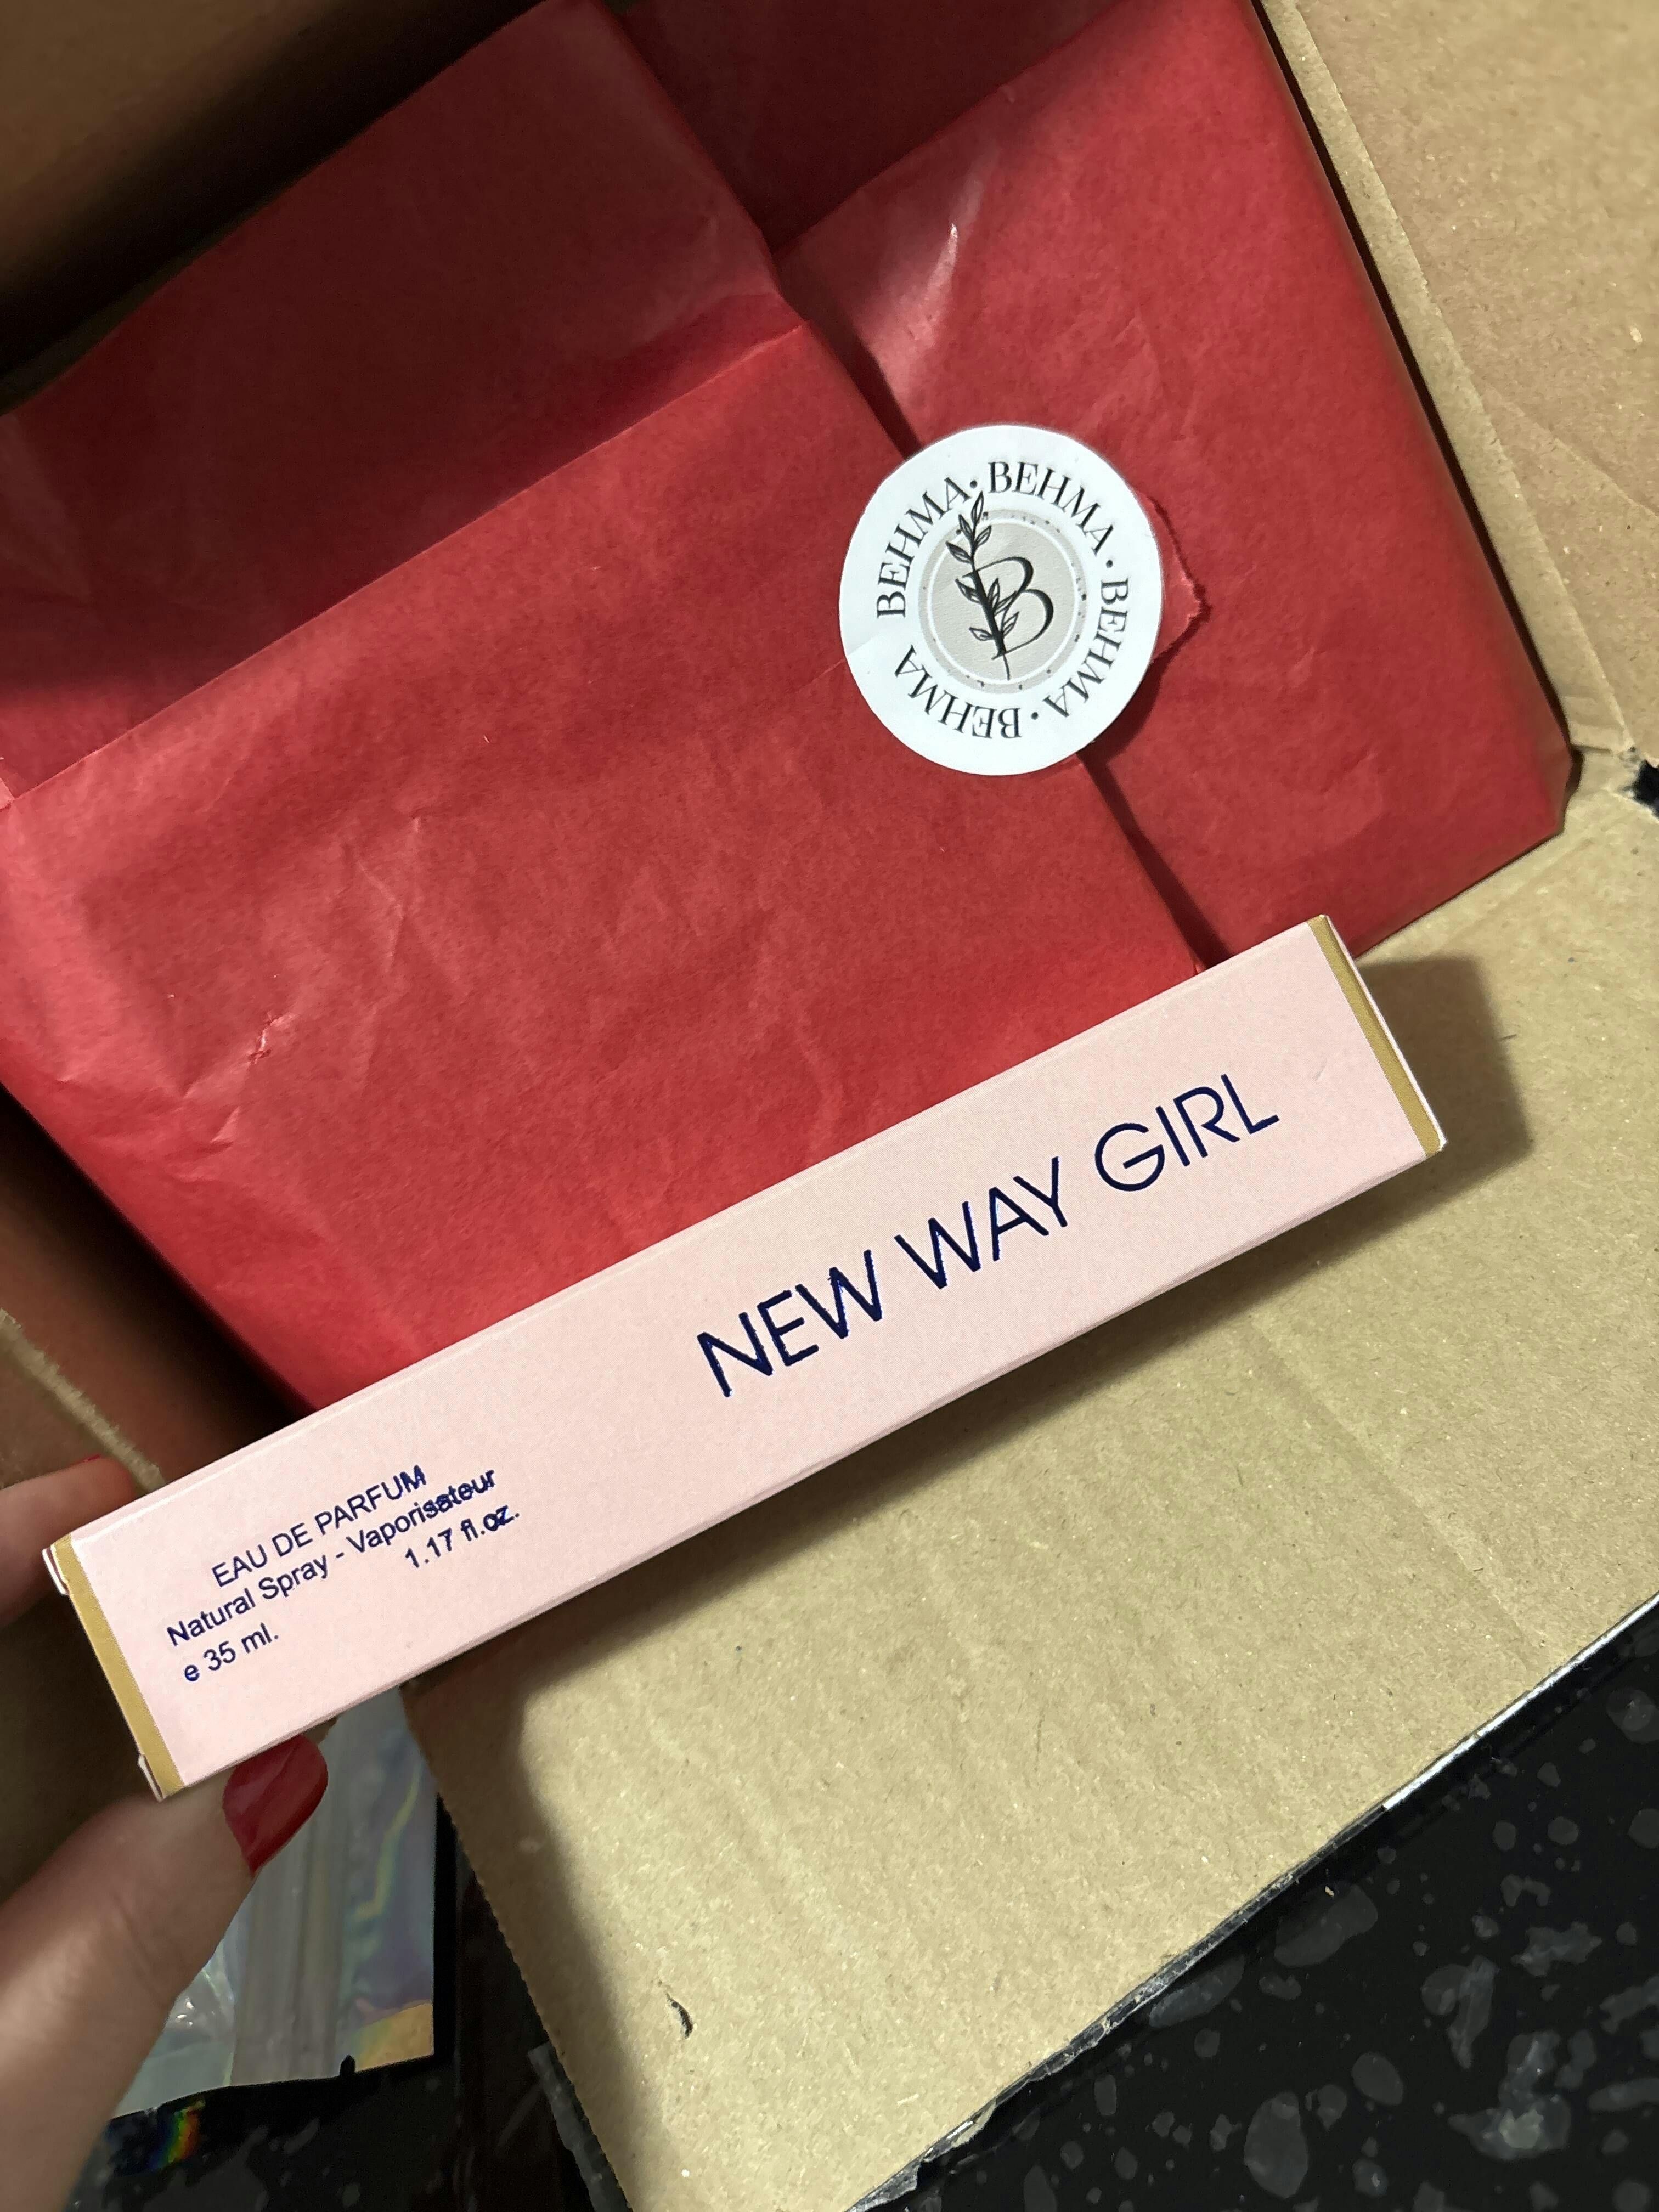 BEHMA · BEHMA · BEHMA · BEHMA
B
NEW WAY GIRL
EAU DE PARFUM
Natural Spray - Vaporisateur
e 35 ml. 1.17 fl.oz.